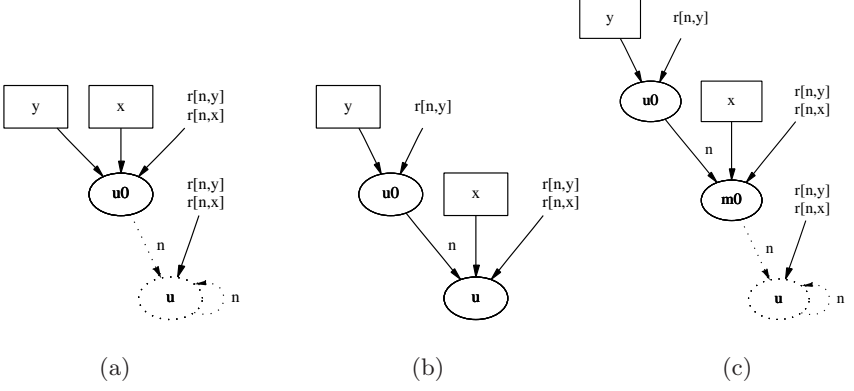 y
x
r[n,y]
r[n,x]
u0
r[n,y]
r[n,x]
n
u
n
(a)
y
r[n,y]
u0
x
r[n,y]
r[n,x]
n
u
(b)
y
r[n,y]
u0
x
r[n,y]
r[n,x]
n
m0
r[n,y]
r[n,x]
n
u
n
(c)